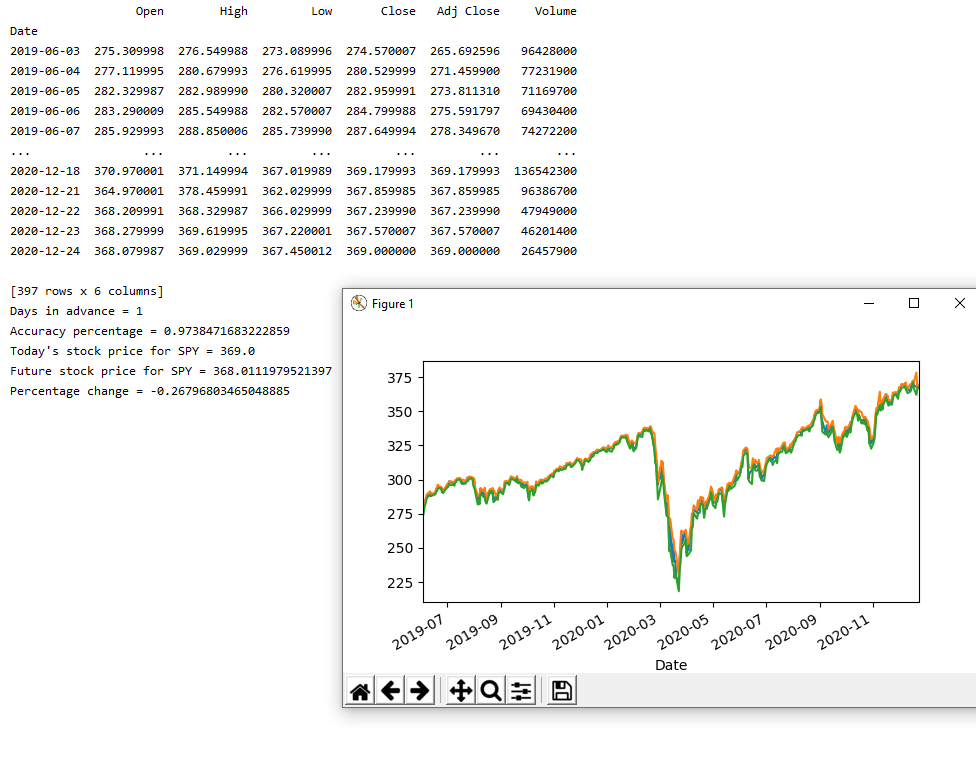 Open High Low Close Adj Close Volume
Date
2019-06-03 275.309998 276.549988 273.089996 274.570007 265.692596 96428000
2019-06-04 277.119995 280.679993 276.619995 280.529999 271.459900 77231900
2019-06-05 282.329987 282.989990 280.320007 282.959991 273.811310 71169700
2019-06-06 283.290009 285.549988 282.570007 284.799988 275.591797 69430400
2019-06-07 285.929993 288.850006 285.739990 287.649994 278.349670 74272200
... ... ... ... ... ... ...
2020-12-18 370.970001 371.149994 367.019989 369.179993 369.179993 136542300
2020-12-21 364.970001 378.459991 362.029999 367.859985 367.859985 96386700
2020-12-22 368.209991 368.329987 366.029999 367.239990 367.239990 47949000
2020-12-23 368.279999 369.619995 367.220001 367.570007 367.570007 46201400
2020-12-24 368.079987 369.029999 367.450012 369.000000 369.000000 26457900
[397 rows x 6 columns]
Days in advance = 1
Accuracy percentage = 0.9738471683222859
Today's stock price for SPY = 369.0
Future stock price for SPY = 368.0111979521397
Percentage change = -0.26796803465048885
Figure 1
375
350
325
300
275
250
225
2019-07 2019-09 2019-11 2020-01 2020-03 2020-05 2020-07 2020-09 2020-11
Date